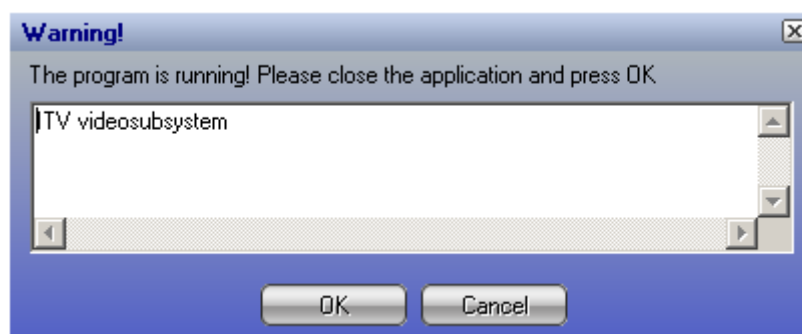 Warning!
The program is running! Please close the application and press OK
ITV videosubsystem
OK
Cancel